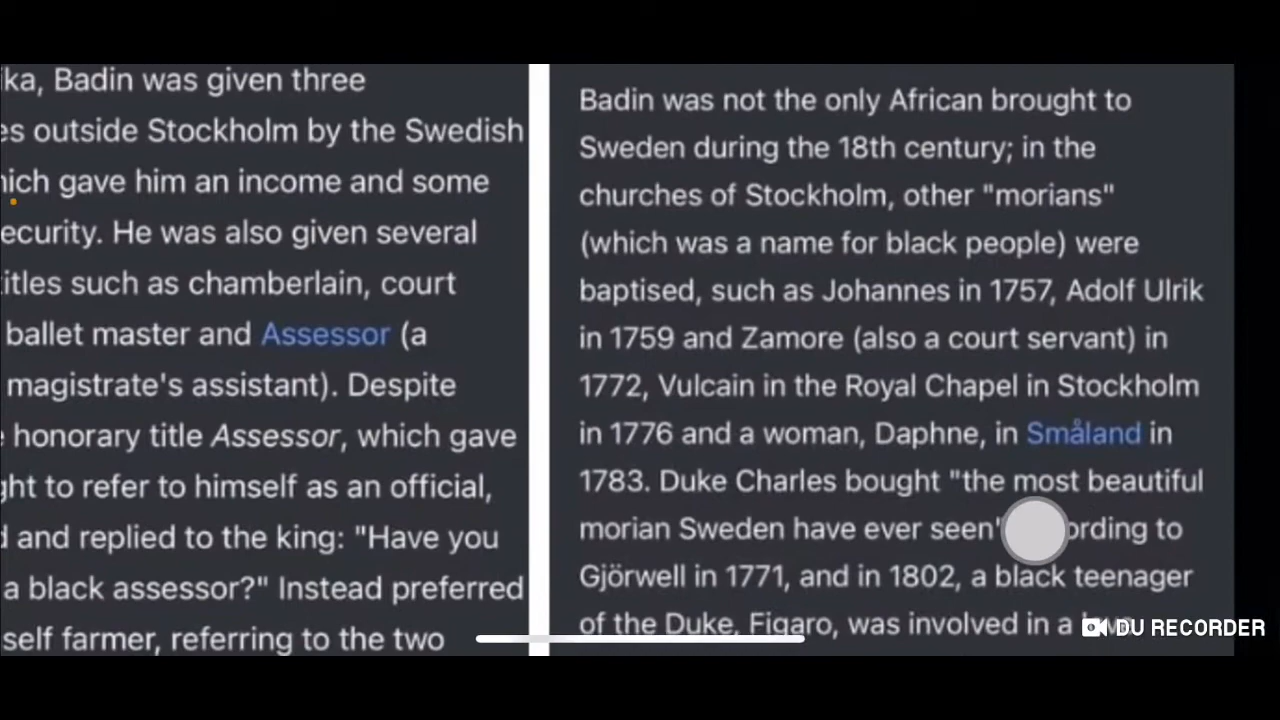 ka, Badin was given three
es outside Stockholm by the Swedish
ich gave him an income and some
ecurity. He was also given several
itles such as chamberlain, court
ballet master and Assessor (a
magistrate's assistant). Despite
honorary title Assessor, which gave
ght to refer to himself as an official,
and replied to the king: "Have you
a black assessor?" Instead preferred
self farmer, referring to the two
Badin was not the only African brought to
Sweden during the 18th century; in the
churches of Stockholm, other "morians"
(which was a name for black people) were
baptised, such as Johannes in 1757, Adolf Ulrik
in 1759 and Zamore (also a court servant) in
1772, Vulcain in the Royal Chapel in Stockholm
in 1776 and a woman, Daphne, in Småland in
1783. Duke Charles bought "the most beautiful
morian Sweden have ever seen" ording to
Gjörwell in 1771, and in 1802, a black teenager
of the Duke, Figaro, was involved in a
DU RECORDER